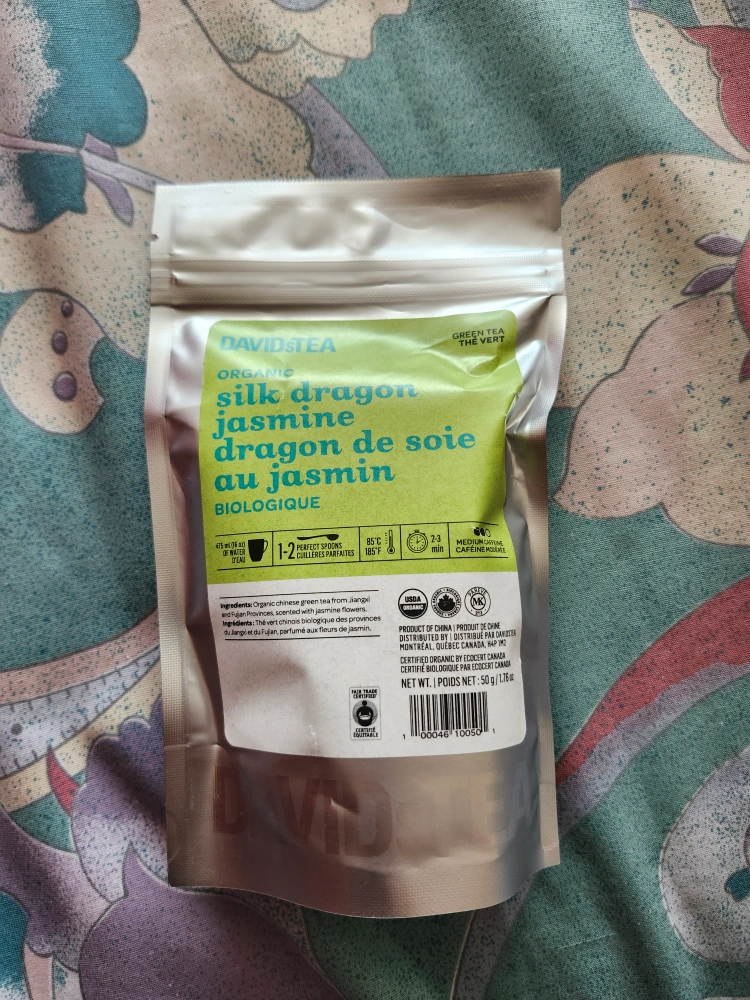 DAVIDsTEA
GREEN TEA
THÉ VERT
ORGANIC
silk dragon
jasmine
dragon de soie
au jasmin
BIOLOGIQUE
475 ml (16 oz)
OF WATER
D'EAU
1-2 PERFECT SPOONS
CUILLÈRES PARFAITES
85°C
185°F
2-3
min
MEDIUM CAFFEINE
CAFÉINE MODÉRÉE
Ingredients: Organic chinese green tea from Jiangxi
and Fujian Provinces, scented with jasmine flowers.
Ingrédients: Thé vert chinois biologique des provinces
du Jiangxi et du Fujian, parfumé aux fleurs de jasmin.
USDA
ORGANIC
MK
PRODUCT OF CHINA | PRODUIT DE CHINE
DISTRIBUTED BY | DISTRIBUÉ PAR DAVIDSTEA
MONTRÉAL, QUÉBEC CANADA, H4P 1M2
CERTIFIED ORGANIC BY ECOCERT CANADA
CERTIFIÉ BIOLOGIQUE PAR ECOCERT CANADA
NET WT. | POIDS NET : 50 g / 1,76 oz
FAIR TRADE
CERTIFIED
CERTIFIÉ
ÉQUITABLE
1 00046 10050 1
DAVIDsTEA